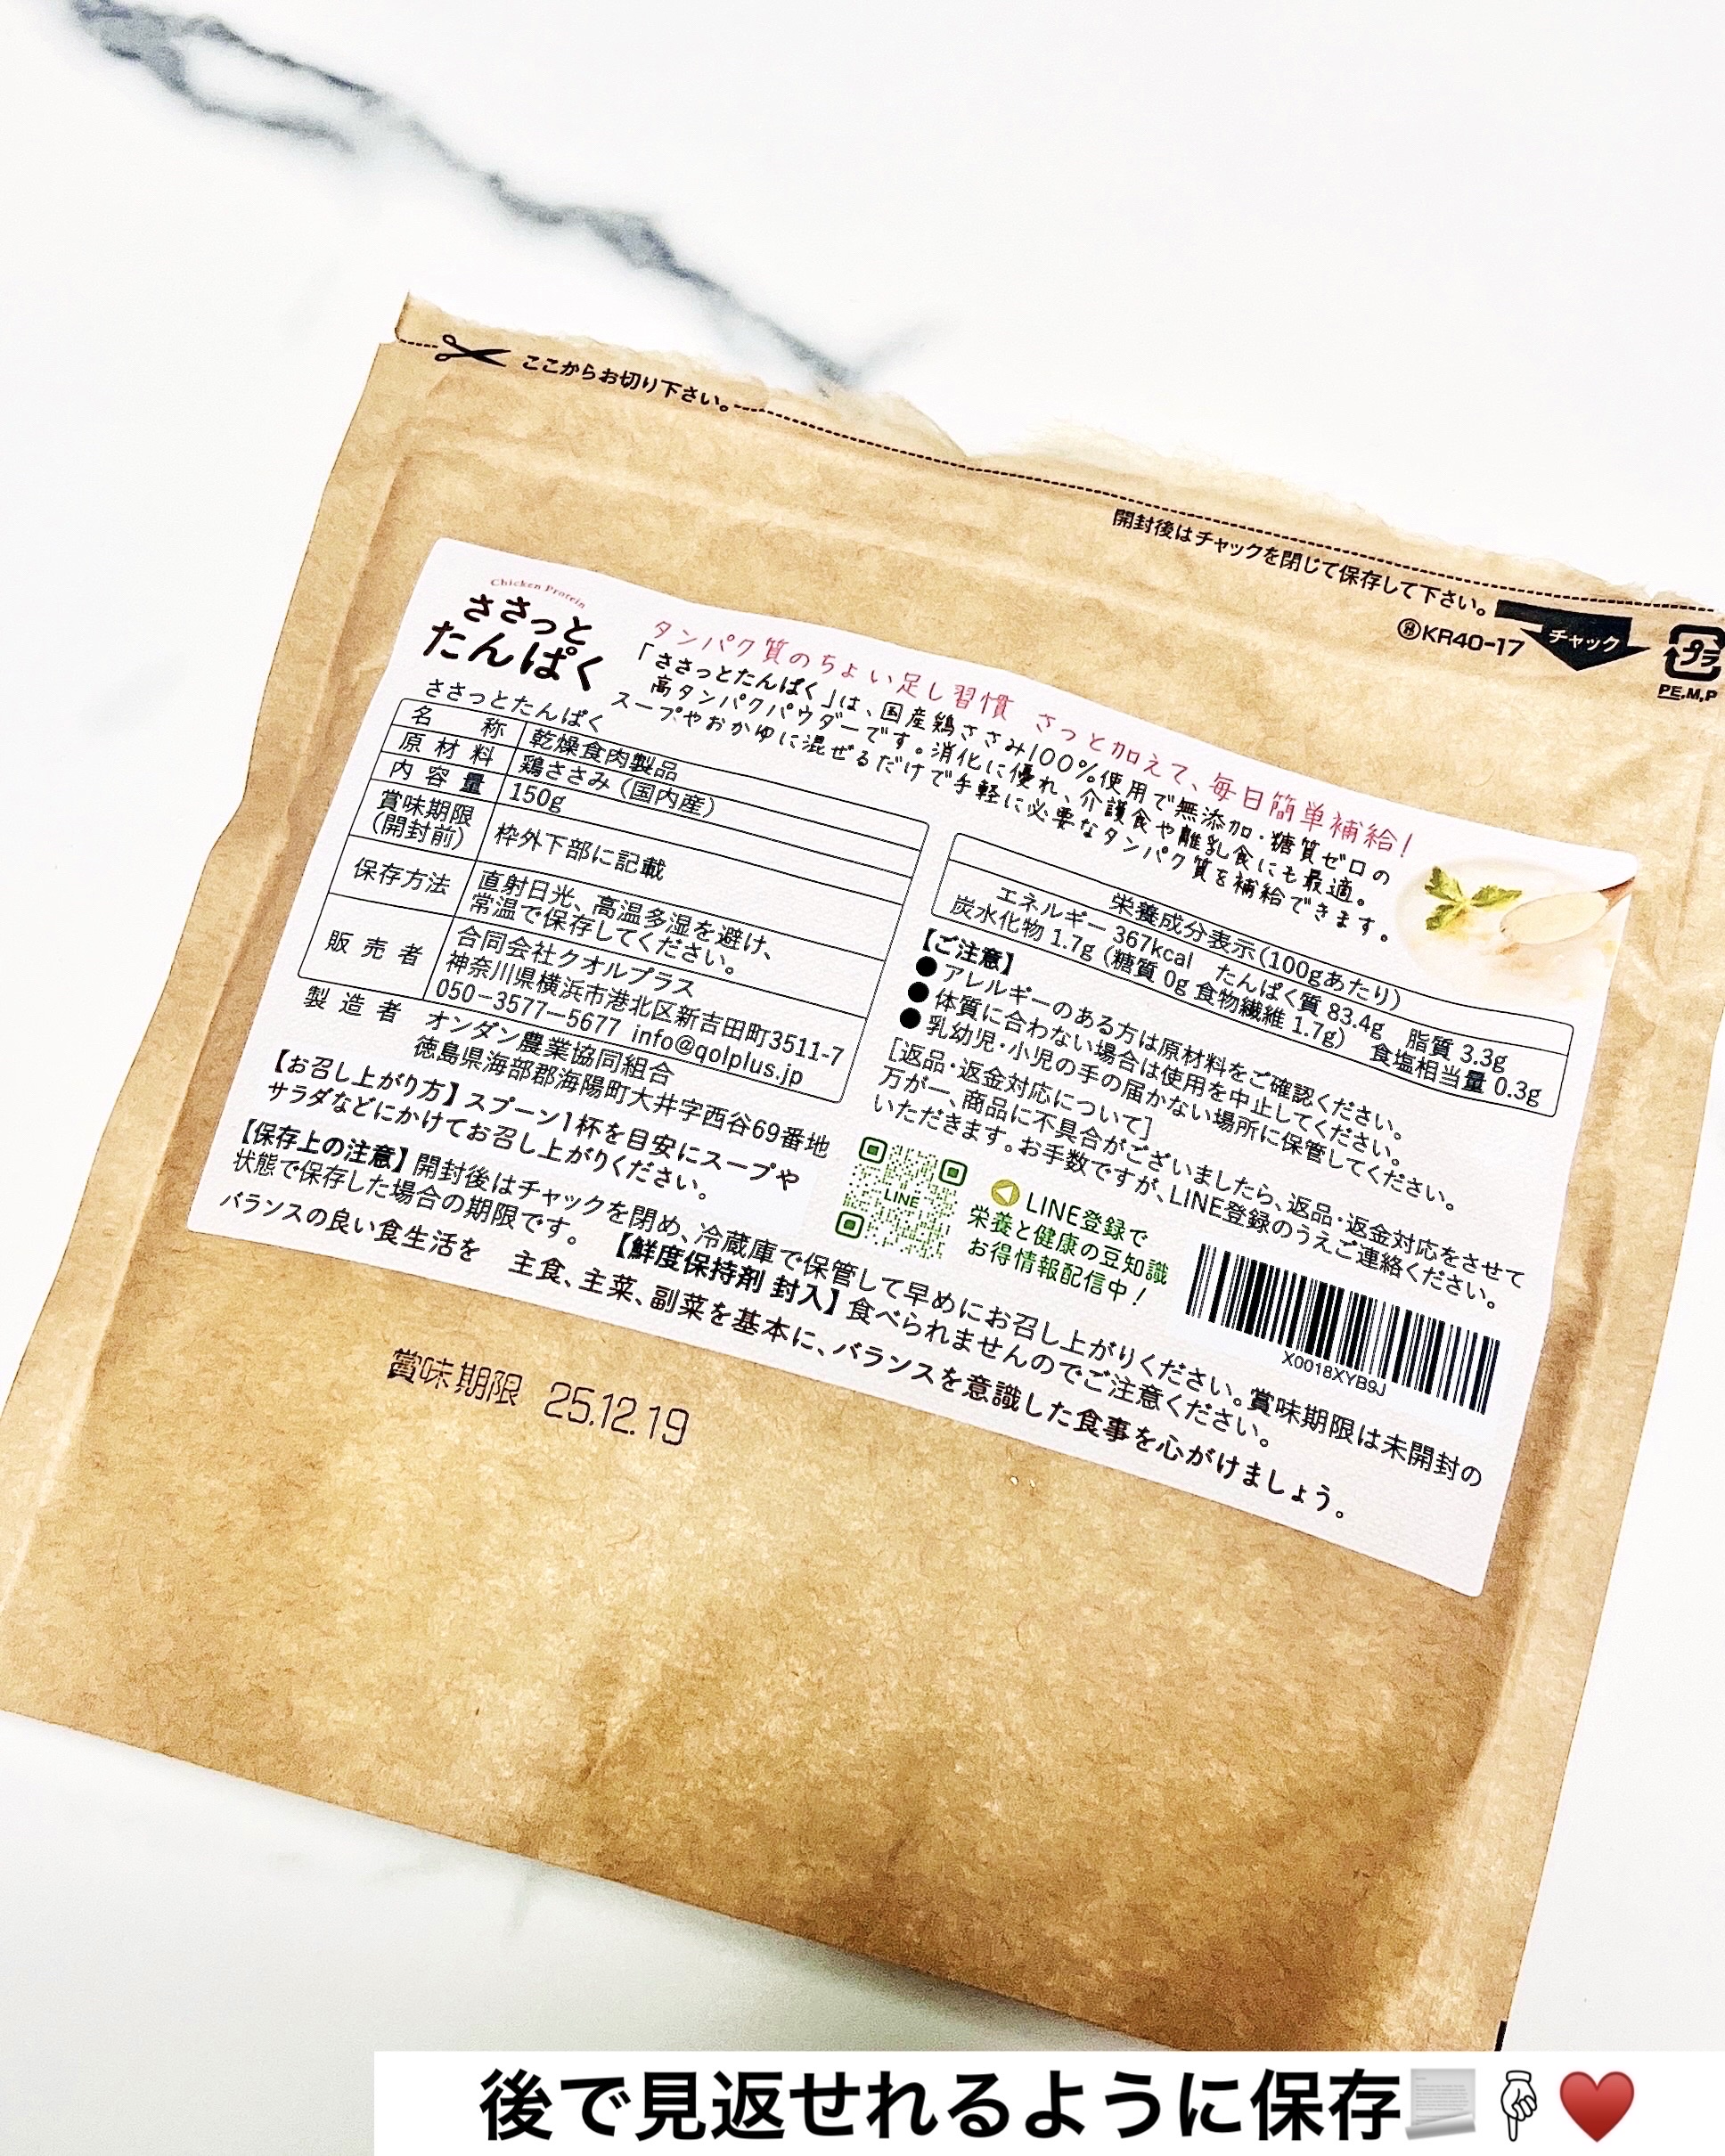 ここからお切り下さい。
開封後はチャックを閉じて保存して下さい。
チャック
KR40-17
プラ
PE,M,P
Chicken Protein
ささっと
たんぱく
タンパク質のちょい足し習慣 さっと加えて、毎日簡単補給!
「ささっとたんぱく」は、国産鶏ささみ100%使用で無添加・糖質ゼロの
高タンパクパウダーです。消化に優れ、介護食や離乳食にも最適。
スープやおかゆに混ぜるだけで手軽に必要なタンパク質を補給できます。
ささっとたんぱく
名称 乾燥食肉製品
原材料 鶏ささみ(国内産)
内容量 150g
賞味期限
(開封前) 枠外下部に記載
保存方法 直射日光、高温多湿を避け、
常温で保存してください。
販売者 合同会社クオルプラス
神奈川県横浜市港北区新吉田町3511-7
050-3577-5677 info@qolplus.jp
製造者 オンダン農業協同組合
徳島県海部郡海陽町大井字西谷69番地
【お召し上がり方】スプーン1杯を目安にスープや
サラダなどにかけてお召し上がりください。
栄養成分表示(100gあたり)
エネルギー 367kcal たんぱく質 83.4g 脂質 3.3g
炭水化物 1.7g(糖質 0g 食物繊維 1.7g) 食塩相当量 0.3g
【ご注意】
●アレルギーのある方は原材料をご確認ください。
●体質に合わない場合は使用を中止してください。
●乳幼児・小児の手の届かない場所に保管してください。
[返品・返金対応について]
万が一、商品に不具合がございましたら、返品・返金対応をさせて
いただきます。お手数ですが、LINE登録のうえご連絡ください。
LINE
LINE登録で
栄養と健康の豆知識
お得情報配信中!
X0018XYB9J
【保存上の注意】開封後はチャックを閉め、冷蔵庫で保管して早めにお召し上がりください。賞味期限は未開封の
状態で保存した場合の期限です。 【鮮度保持剤 封入】食べられませんのでご注意ください。
バランスの良い食生活を 主食、主菜、副菜を基本に、バランスを意識した食事を心がけましょう。
賞味期限 25.12.19
後で見返せれるように保存📃👇♥️